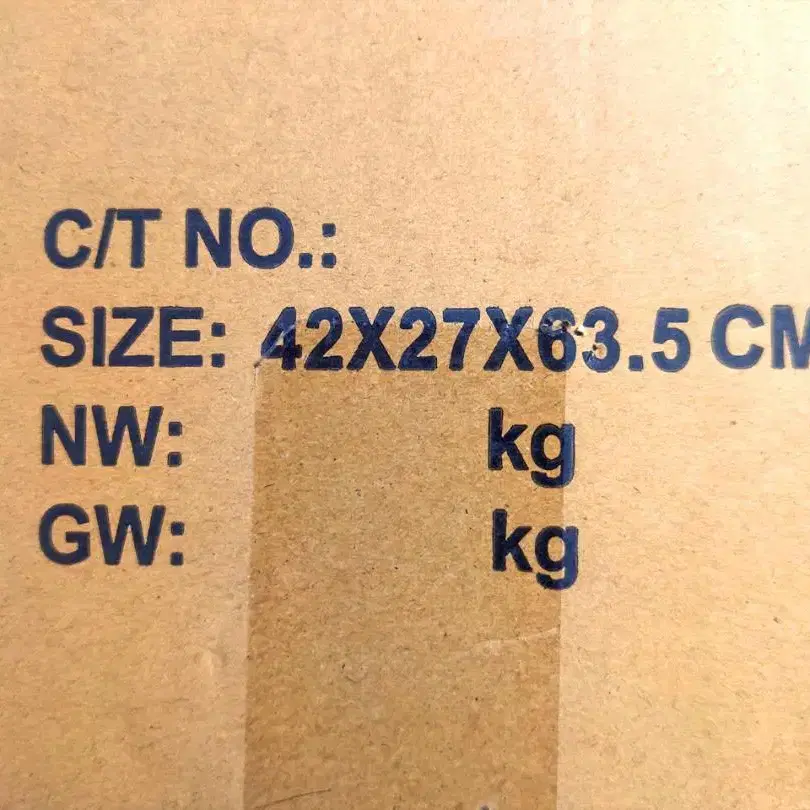 C/T NO.:
SIZE: 42X27X63.5 CM
NW: kg
GW: kg